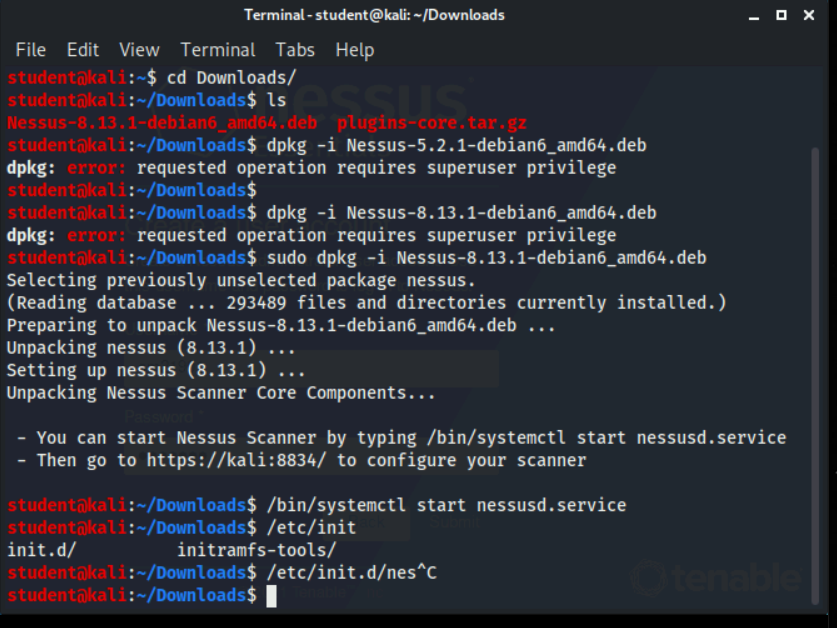 Terminal - student@kali: ~/Downloads
File Edit View Terminal Tabs Help
student@kali:~$ cd Downloads/
student@kali:~/Downloads$ ls
Nessus-8.13.1-debian6_amd64.deb  plugins-core.tar.gz
student@kali:~/Downloads$ dpkg -i Nessus-5.2.1-debian6_amd64.deb
dpkg: error: requested operation requires superuser privilege
student@kali:~/Downloads$
student@kali:~/Downloads$ dpkg -i Nessus-8.13.1-debian6_amd64.deb
dpkg: error: requested operation requires superuser privilege
student@kali:~/Downloads$ sudo dpkg -i Nessus-8.13.1-debian6_amd64.deb
Selecting previously unselected package nessus.
(Reading database ... 293489 files and directories currently installed.)
Preparing to unpack Nessus-8.13.1-debian6_amd64.deb ...
Unpacking nessus (8.13.1) ...
Setting up nessus (8.13.1) ...
Unpacking Nessus Scanner Core Components...
Password *
 - You can start Nessus Scanner by typing /bin/systemctl start nessusd.service
 - Then go to https://kali:8834/ to configure your scanner
student@kali:~/Downloads$ /bin/systemctl start nessusd.service
student@kali:~/Downloads$ /etc/init
init.d/          initramfs-tools/
student@kali:~/Downloads$ /etc/init.d/nes^C
tenable
student@kali:~/Downloads$